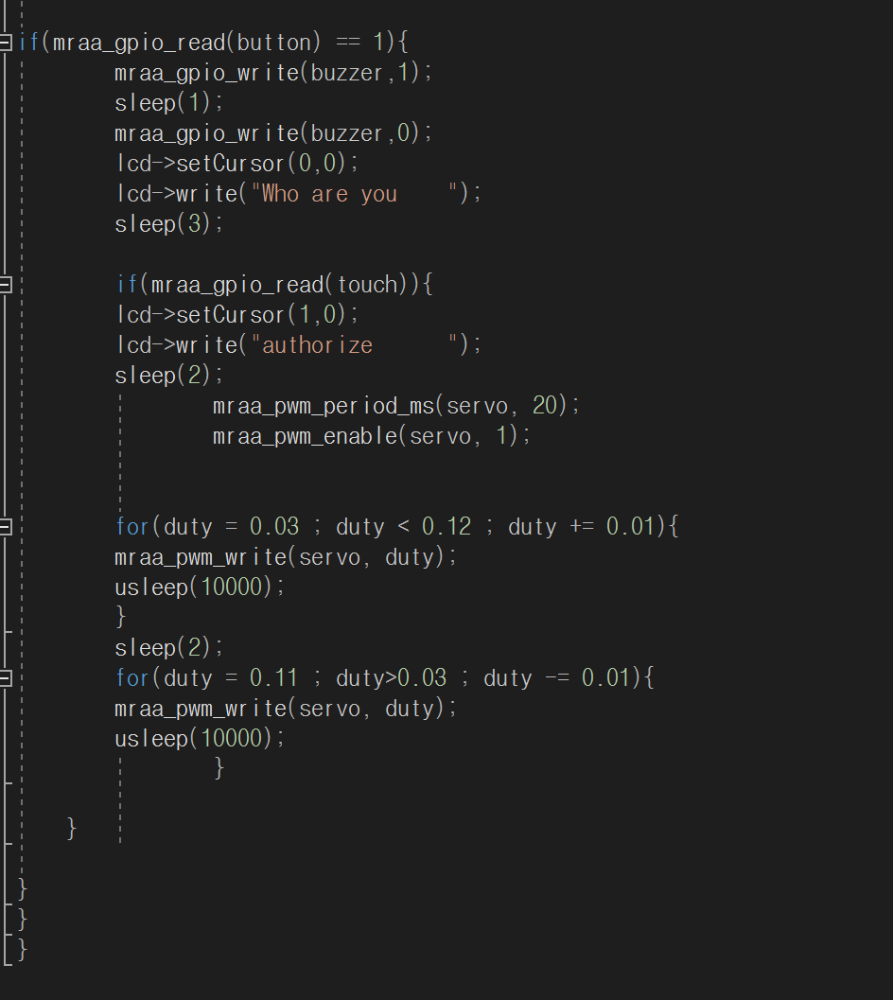 if(mraa_gpio_read(button) == 1){
mraa_gpio_write(buzzer,1);
sleep(1);
mraa_gpio_write(buzzer,0);
lcd->setCursor(0,0);
lcd->write("Who are you    ");
sleep(3);
if(mraa_gpio_read(touch)){
lcd->setCursor(1,0);
lcd->write("authorize      ");
sleep(2);
mraa_pwm_period_ms(servo, 20);
mraa_pwm_enable(servo, 1);
for(duty = 0.03 ; duty < 0.12 ; duty += 0.01){
mraa_pwm_write(servo, duty);
usleep(10000);
}
sleep(2);
for(duty = 0.11 ; duty>0.03 ; duty -= 0.01){
mraa_pwm_write(servo, duty);
usleep(10000);
}
}
}
}
}